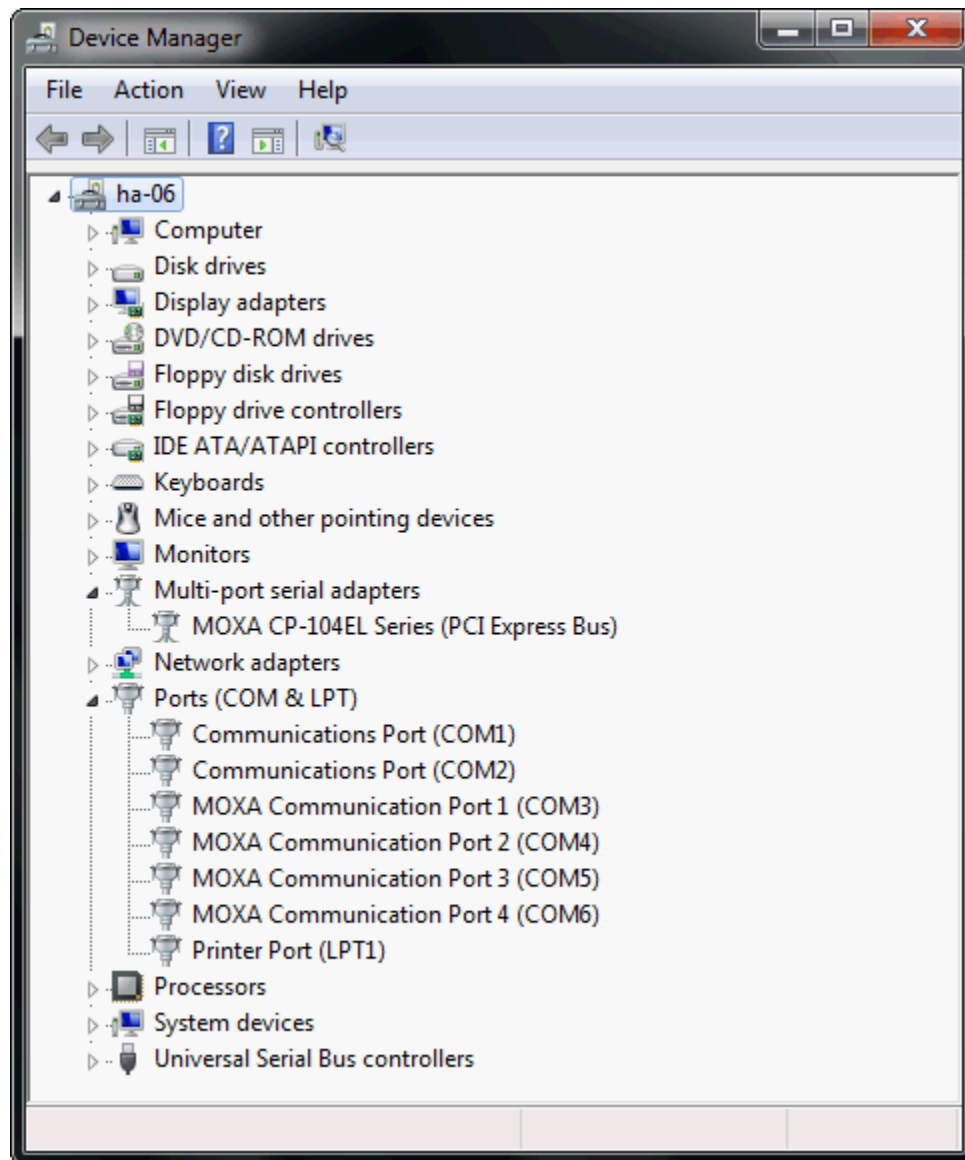 Device Manager
File Action View Help
ha-06
Computer
Disk drives
Display adapters
DVD/CD-ROM drives
Floppy disk drives
Floppy drive controllers
IDE ATA/ATAPI controllers
Keyboards
Mice and other pointing devices
Monitors
Multi-port serial adapters
MOXA CP-104EL Series (PCI Express Bus)
Network adapters
Ports (COM & LPT)
Communications Port (COM1)
Communications Port (COM2)
MOXA Communication Port 1 (COM3)
MOXA Communication Port 2 (COM4)
MOXA Communication Port 3 (COM5)
MOXA Communication Port 4 (COM6)
Printer Port (LPT1)
Processors
System devices
Universal Serial Bus controllers